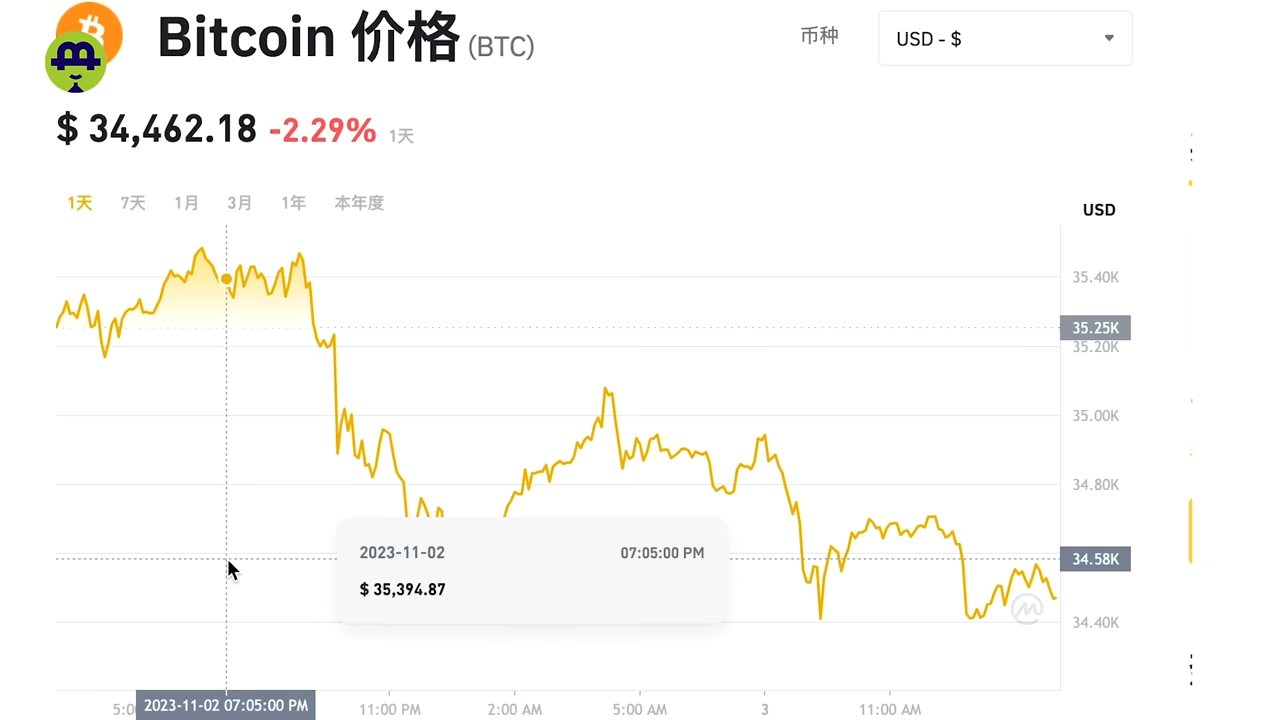 Bitcoin 价格 (BTC)
币种
USD - $
$ 34,462.18 -2.29% 1天
1天 7天 1月 3月 1年 本年度
USD
35.40K
35.25K
35.20K
35.00K
34.80K
34.58K
34.40K
2023-11-02 07:05:00 PM
$ 35,394.87
2023-11-02 07:05:00 PM 11:00 PM 2:00 AM 5:00 AM 3 11:00 AM